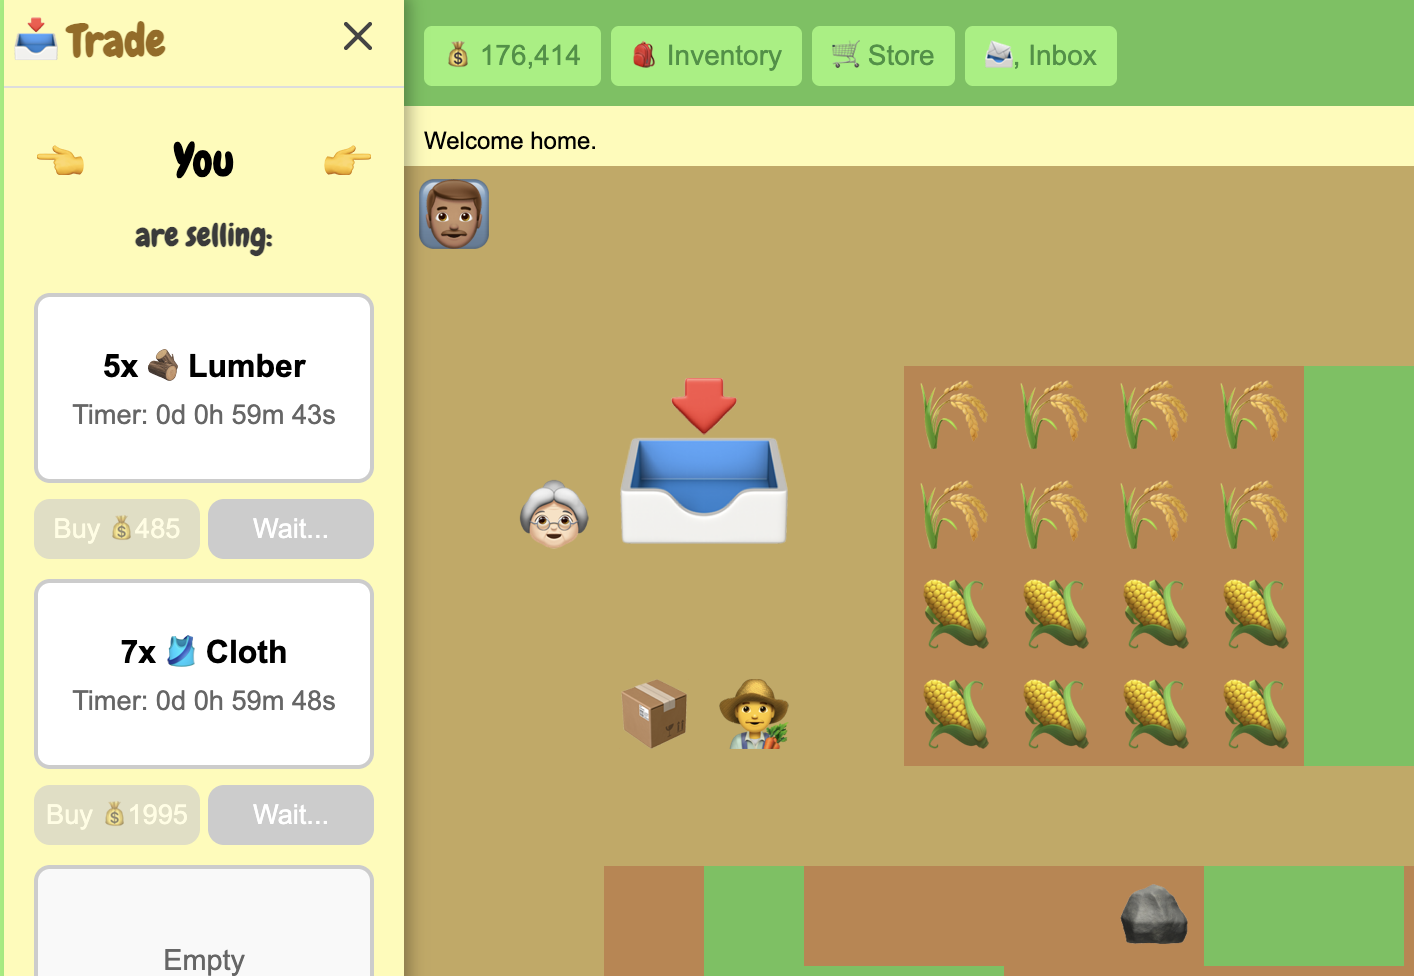 Trade
You
are selling:
5x Lumber
Timer: 0d 0h 59m 43s
Buy 485
Wait...
7x Cloth
Timer: 0d 0h 59m 48s
Buy 1995
Wait...
Empty
176,414
Inventory
Store
, Inbox
Welcome home.